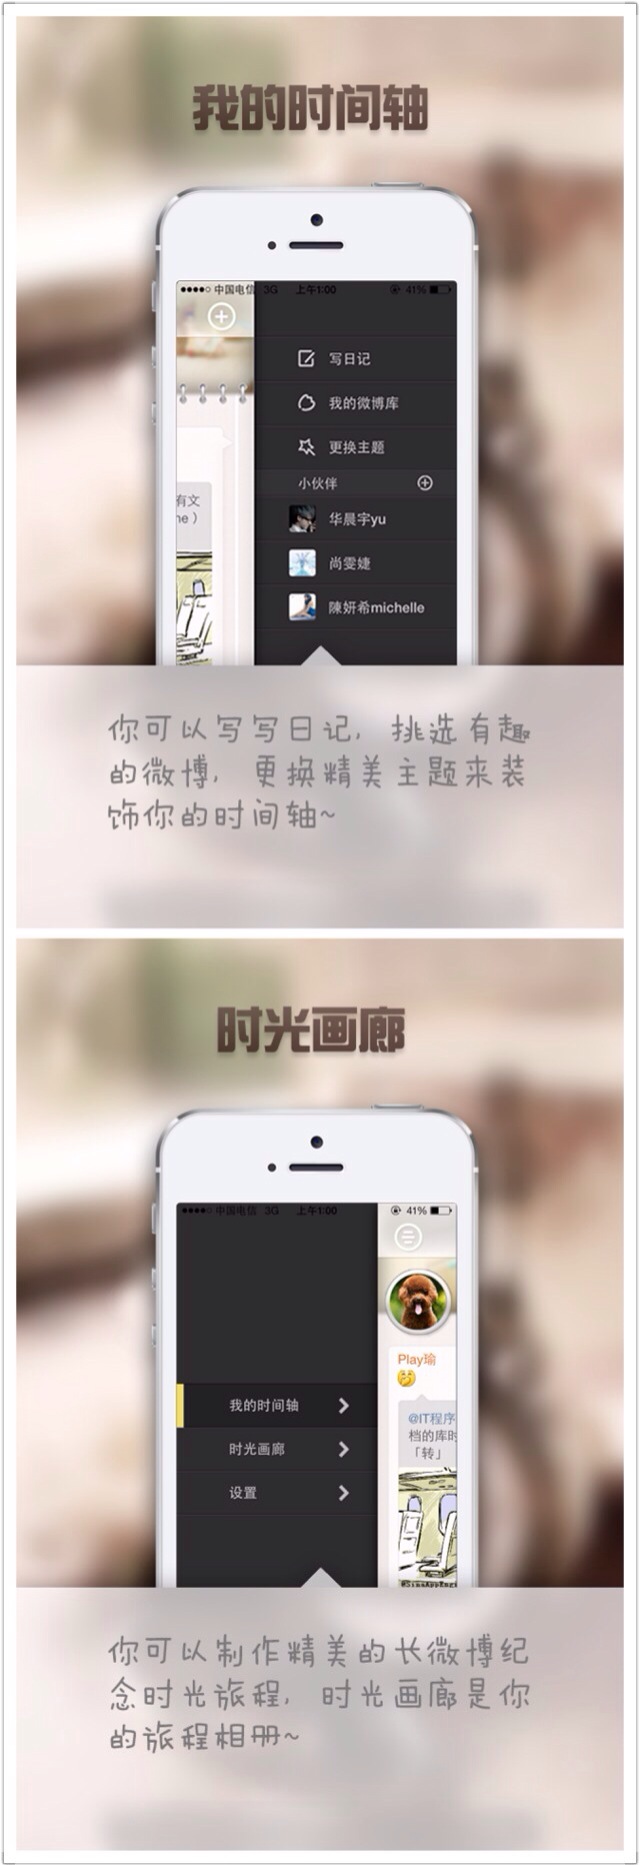 我的时间轴
中国电信 3G 上午1:00 41%
写日记
我的微博库
更换主题
小伙伴
有文
ne）
华晨宇yu
尚雯婕
陳妍希michelle
你可以写写日记，挑选有趣
的微博，更换精美主题来装
饰你的时间轴~
时光画廊
中国电信 3G 上午1:00 41%
Play瑜
我的时间轴
@IT程序
档的库时
时光画廊
「转」
设置
你可以制作精美的长微博纪
念时光旅程，时光画廊是你
的旅程相册~